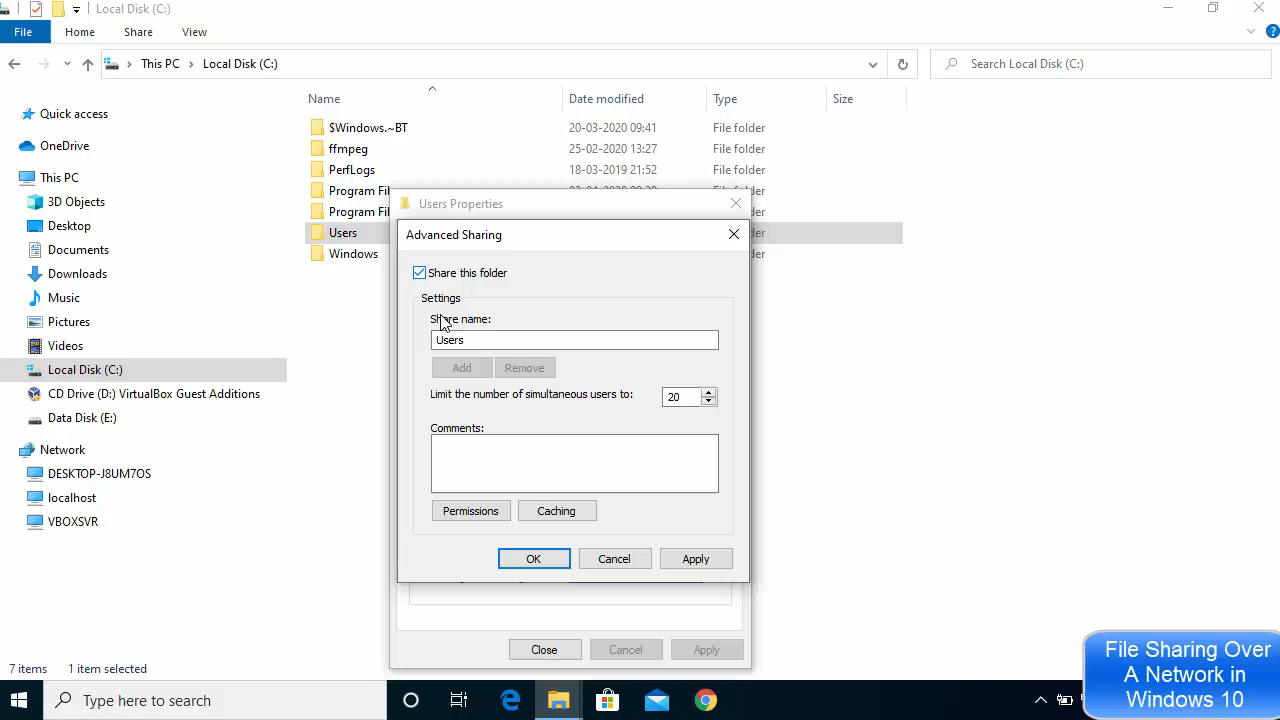 Local Disk (C:)
File Home Share View
This PC Local Disk (C:) Search Local Disk (C:)
Name Date modified Type Size
Quick access
OneDrive
This PC
3D Objects
Desktop
Documents
Downloads
Music
Pictures
Videos
Local Disk (C:)
CD Drive (D:) VirtualBox Guest Additions
Data Disk (E:)
Network
DESKTOP-J8UM7OS
localhost
VBOXSVR
$Windows.~BT 20-03-2020 09:41 File folder
ffmpeg 25-02-2020 13:27 File folder
PerfLogs 18-03-2019 21:52 File folder
Program File folder
Program
Users
Windows
Users Properties
Advanced Sharing
Share this folder
Settings
Share name:
Users
Add Remove
Limit the number of simultaneous users to: 20
Comments:
Permissions Caching
OK Cancel Apply
Close Cancel Apply
7 items 1 item selected
Type here to search
File Sharing Over
A Network in
Windows 10